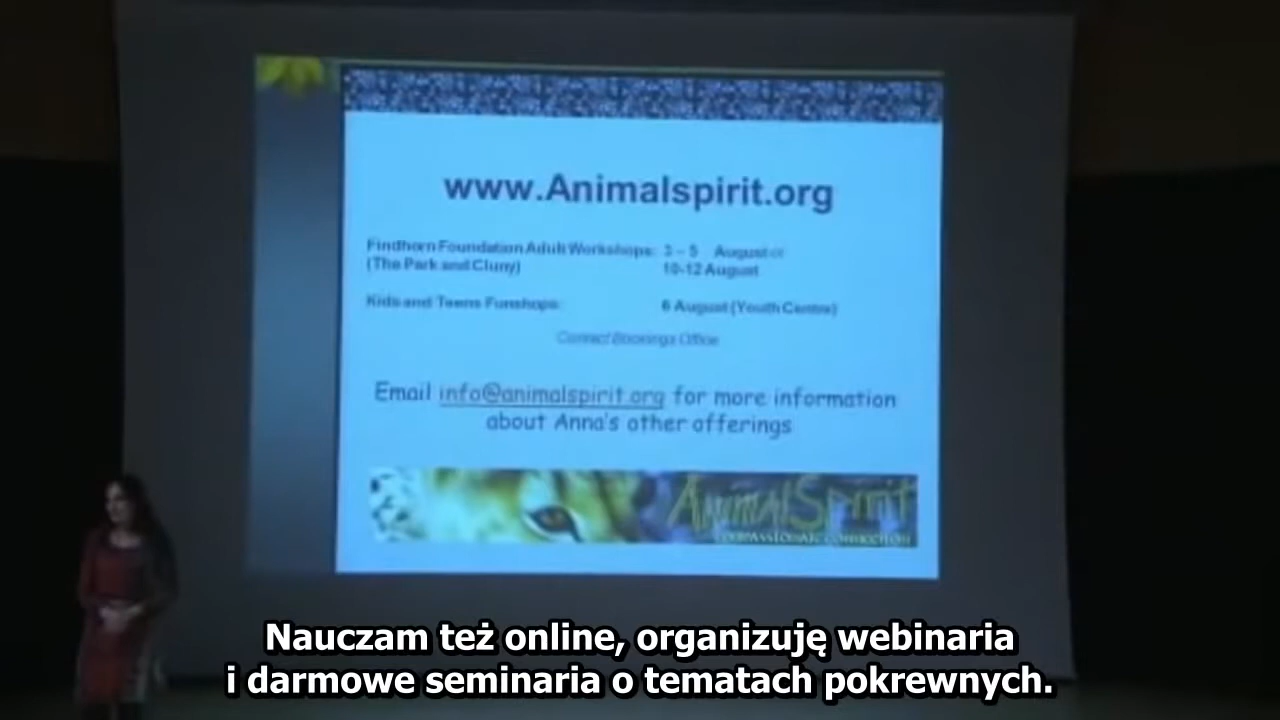 www.Animalspirit.org
Findhorn Foundation Adult Workshops: 3 – 5 August or
(The Park and Cluny) 10-12 August
Kids and Teens Funshops: 6 August (Youth Centre)
Contact Bookings Office
Email info@animalspirit.org for more information
about Anna's other offerings
AnimalSpirit
COMPASSIONATE CONNECTION
Nauczam też online, organizuję webinaria
i darmowe seminaria o tematach pokrewnych.